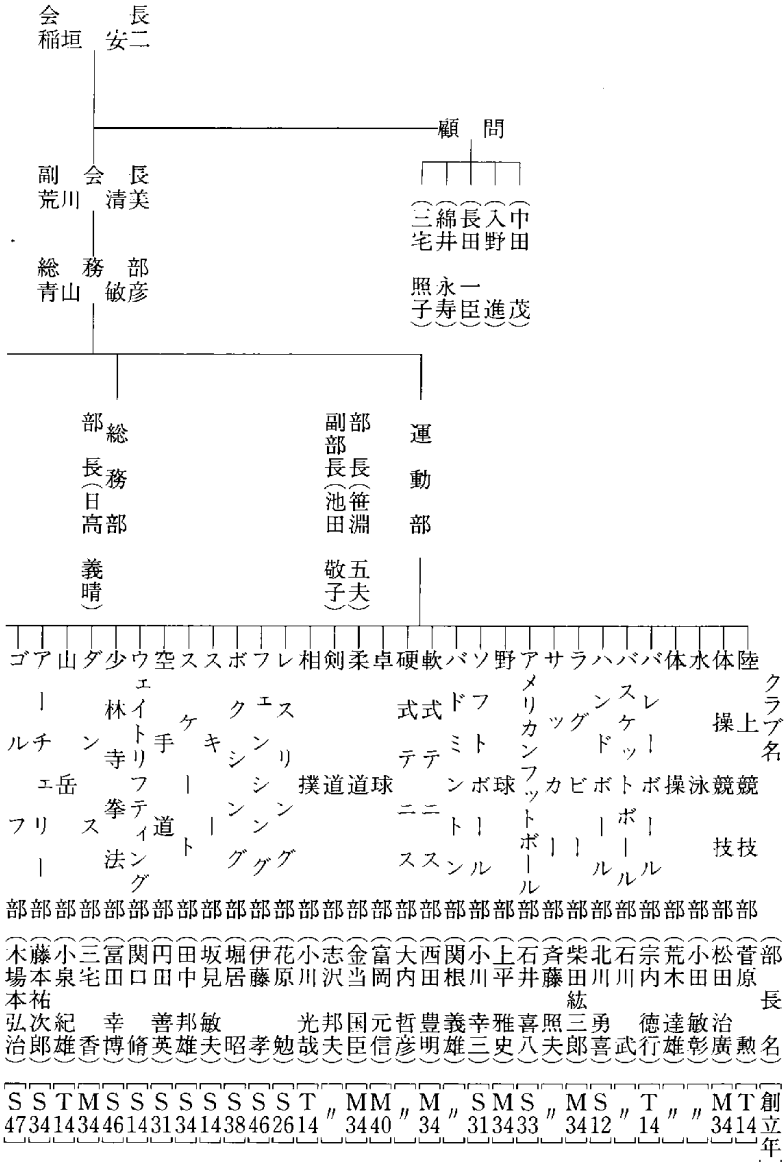 会長
稲垣 安二
顧問
(中田 茂)
(入野 進)
(長田 一臣)
(綿井 永寿)
(三宅 照子)
副会長
荒川 清美
総務部
青山 敏彦
運動部
部長(笹淵 五夫)
副部長(池田 敬子)
総務部
部長(日高 義晴)
クラブ名 部長名 創立年
陸上競技部(菅原 勲) T14
体操競技部(松田治廣) M34
水泳部(小田敏彰) 〃
体操部(荒木達雄) 〃
バレーボール部(宗内徳行) T14
バスケットボール部(石川 武) 〃
ハンドボール部(北川勇喜) S12
ラグビー部(柴田紘三郎) M34
サッカー部(斉藤照夫) 〃
アメリカンフットボール部(石井喜八) S33
野球部(上平雅史) M34
ソフトボール部(小川幸三) S31
バドミントン部(関根義雄) 〃
軟式テニス部(西田豊明) M34
硬式テニス部(大内哲彦) 〃
卓球部(富岡元信) M40
柔道部(金当国臣) M34
剣道部(志沢邦夫) 〃
相撲部(小川光哉) T14
レスリング部(花原 勉) S26
フェンシング部(伊藤 孝) S46
ボクシング部(堀居 昭) S38
スキー部(坂見敏夫) S14
スケート部(田中邦雄) S34
空手道部(円田善英) S31
ウェイトリフティング部(関口 脩) S14
少林寺拳法部(冨田幸博) S46
ダンス部(三宅 香) M34
山岳部(小泉紀雄) T14
アーチェリー部(藤本祐次郎) S34
ゴルフ部(木場本弘治) S47